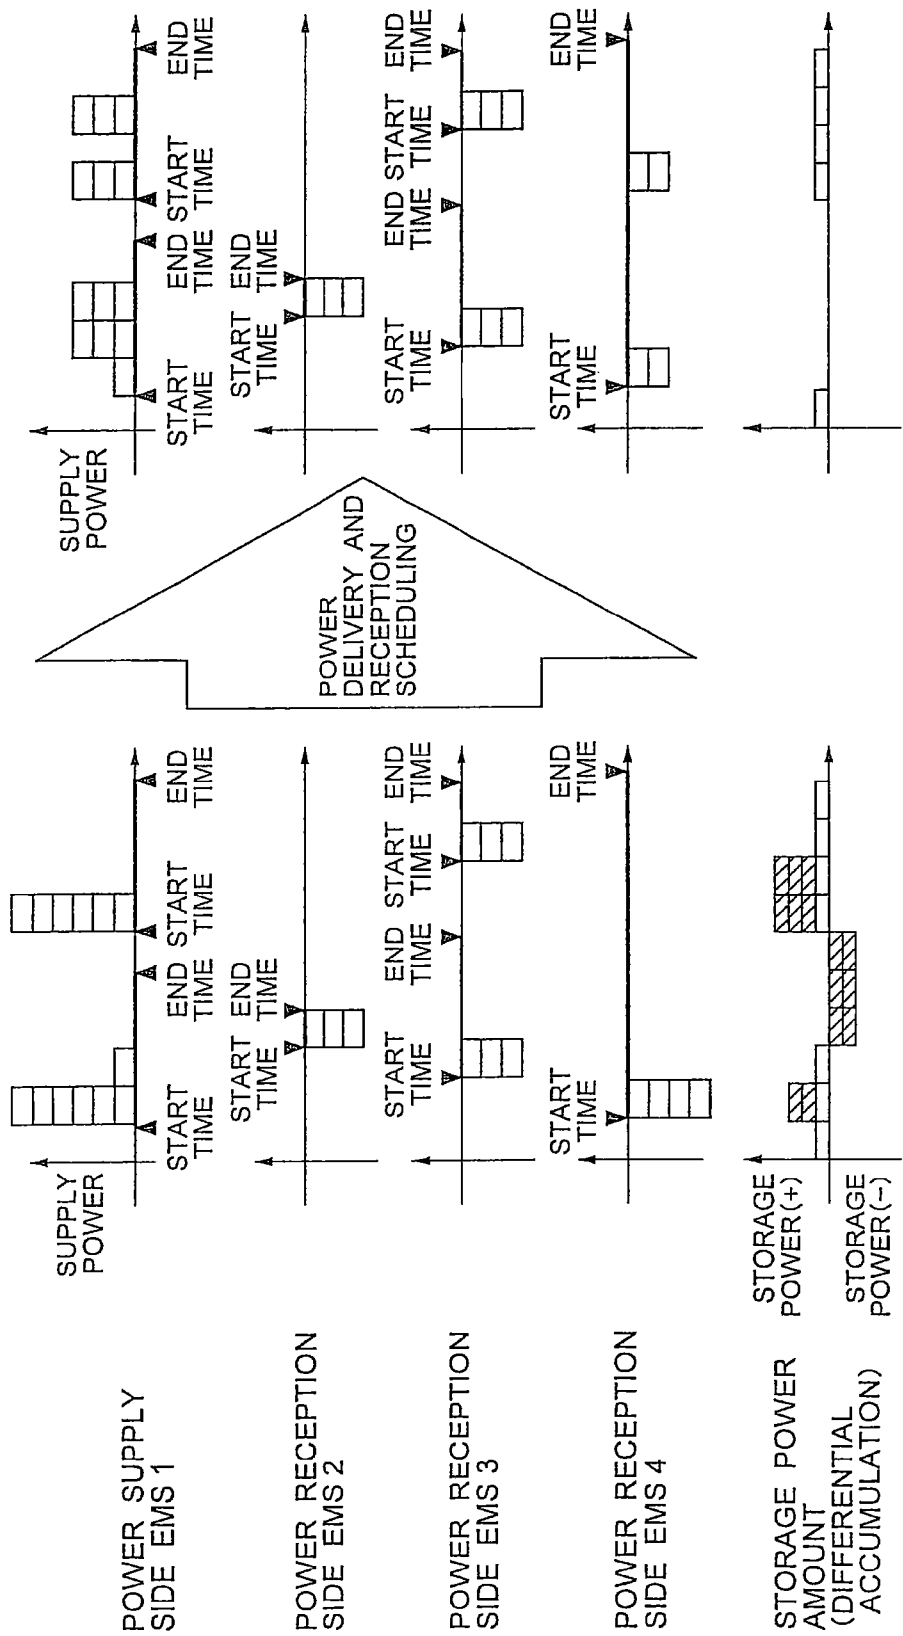 POWER SUPPLY
SIDE EMS 1
SUPPLY
POWER
START
TIME
END
TIME
START
TIME
END
TIME
POWER RECEPTION
SIDE EMS 2
START
TIME
END
TIME
POWER RECEPTION
SIDE EMS 3
START
TIME
END
TIME
START
TIME
END
TIME
POWER RECEPTION
SIDE EMS 4
START
TIME
END
TIME
STORAGE POWER
AMOUNT
(DIFFERENTIAL
ACCUMULATION)
STORAGE
POWER(+)
STORAGE
POWER(−)
POWER
DELIVERY AND
RECEPTION
SCHEDULING
SUPPLY
POWER
START
TIME
END
TIME
START
TIME
END
TIME
START
TIME
END
TIME
START
TIME
END
TIME
START
TIME
END
TIME
START
TIME
END
TIME